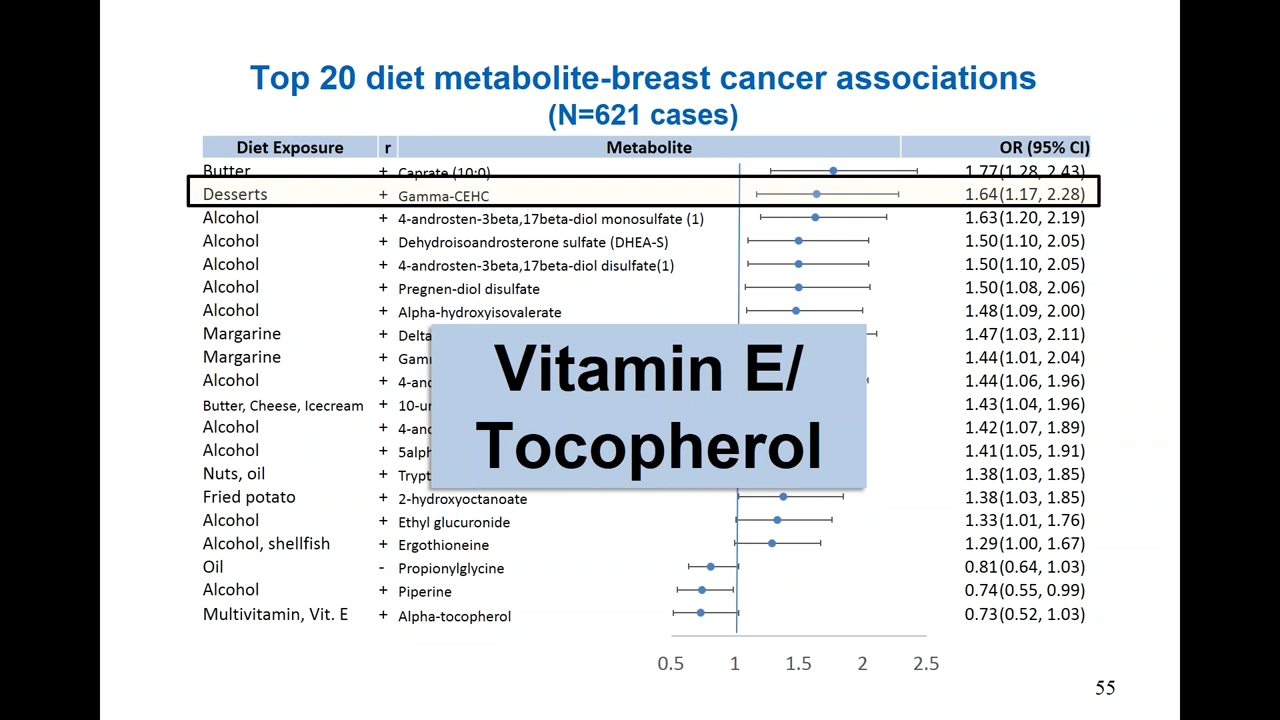 Top 20 diet metabolite-breast cancer associations
(N=621 cases)
Diet Exposure r Metabolite OR (95% CI)
Butter + Caprate (10:0) 1.77(1.28, 2.43)
Desserts + Gamma-CEHC 1.64(1.17, 2.28)
Alcohol + 4-androsten-3beta,17beta-diol monosulfate (1) 1.63(1.20, 2.19)
Alcohol + Dehydroisoandrosterone sulfate (DHEA-S) 1.50(1.10, 2.05)
Alcohol + 4-androsten-3beta,17beta-diol disulfate(1) 1.50(1.10, 2.05)
Alcohol + Pregnen-diol disulfate 1.50(1.08, 2.06)
Alcohol + Alpha-hydroxyisovalerate 1.48(1.09, 2.00)
Margarine + 1.47(1.03, 2.11)
Margarine + 1.44(1.01, 2.04)
Alcohol + 1.44(1.06, 1.96)
Butter, Cheese, Icecream + 1.43(1.04, 1.96)
Alcohol + 1.42(1.07, 1.89)
Alcohol + 1.41(1.05, 1.91)
Nuts, oil + 1.38(1.03, 1.85)
Vitamin E/
Tocopherol
Fried potato + 2-hydroxyoctanoate 1.38(1.03, 1.85)
Alcohol + Ethyl glucuronide 1.33(1.01, 1.76)
Alcohol, shellfish + Ergothioneine 1.29(1.00, 1.67)
Oil - Propionylglycine 0.81(0.64, 1.03)
Alcohol + Piperine 0.74(0.55, 0.99)
Multivitamin, Vit. E + Alpha-tocopherol 0.73(0.52, 1.03)
0.5 1 1.5 2 2.5
55